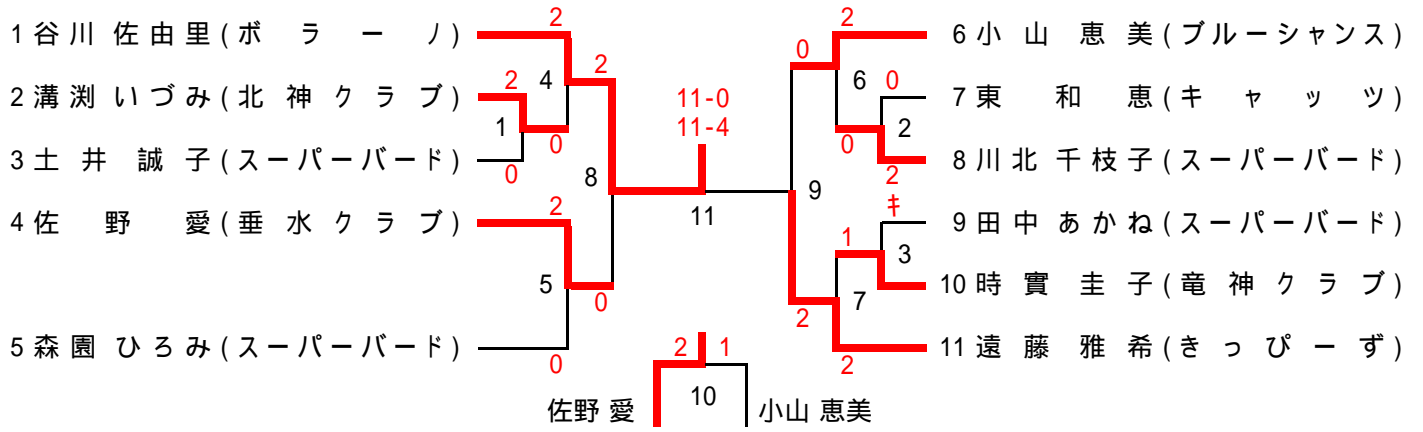 1 谷川 佐由里 (ボラーノ)
2 溝渕 いづみ (北神クラブ)
3 土井 誠子 (スーパーバード)
4 佐野 愛 (垂水クラブ)
5 森園 ひろみ (スーパーバード)
2
2
0
1
4
0
2
8
2
5
0
0
11-0
11-4
11
2
0
6
0
2
0
2
キ
3
1
7
9
2
2
6 小山 恵美 (ブルーシャンス)
7 東 和恵 (キャッツ)
8 川北 千枝子 (スーパーバード)
9 田中 あかね (スーパーバード)
10 時實 圭子 (竜神クラブ)
11 遠藤 雅希 (きっぴーず)
2 1
10
佐野 愛 小山 恵美